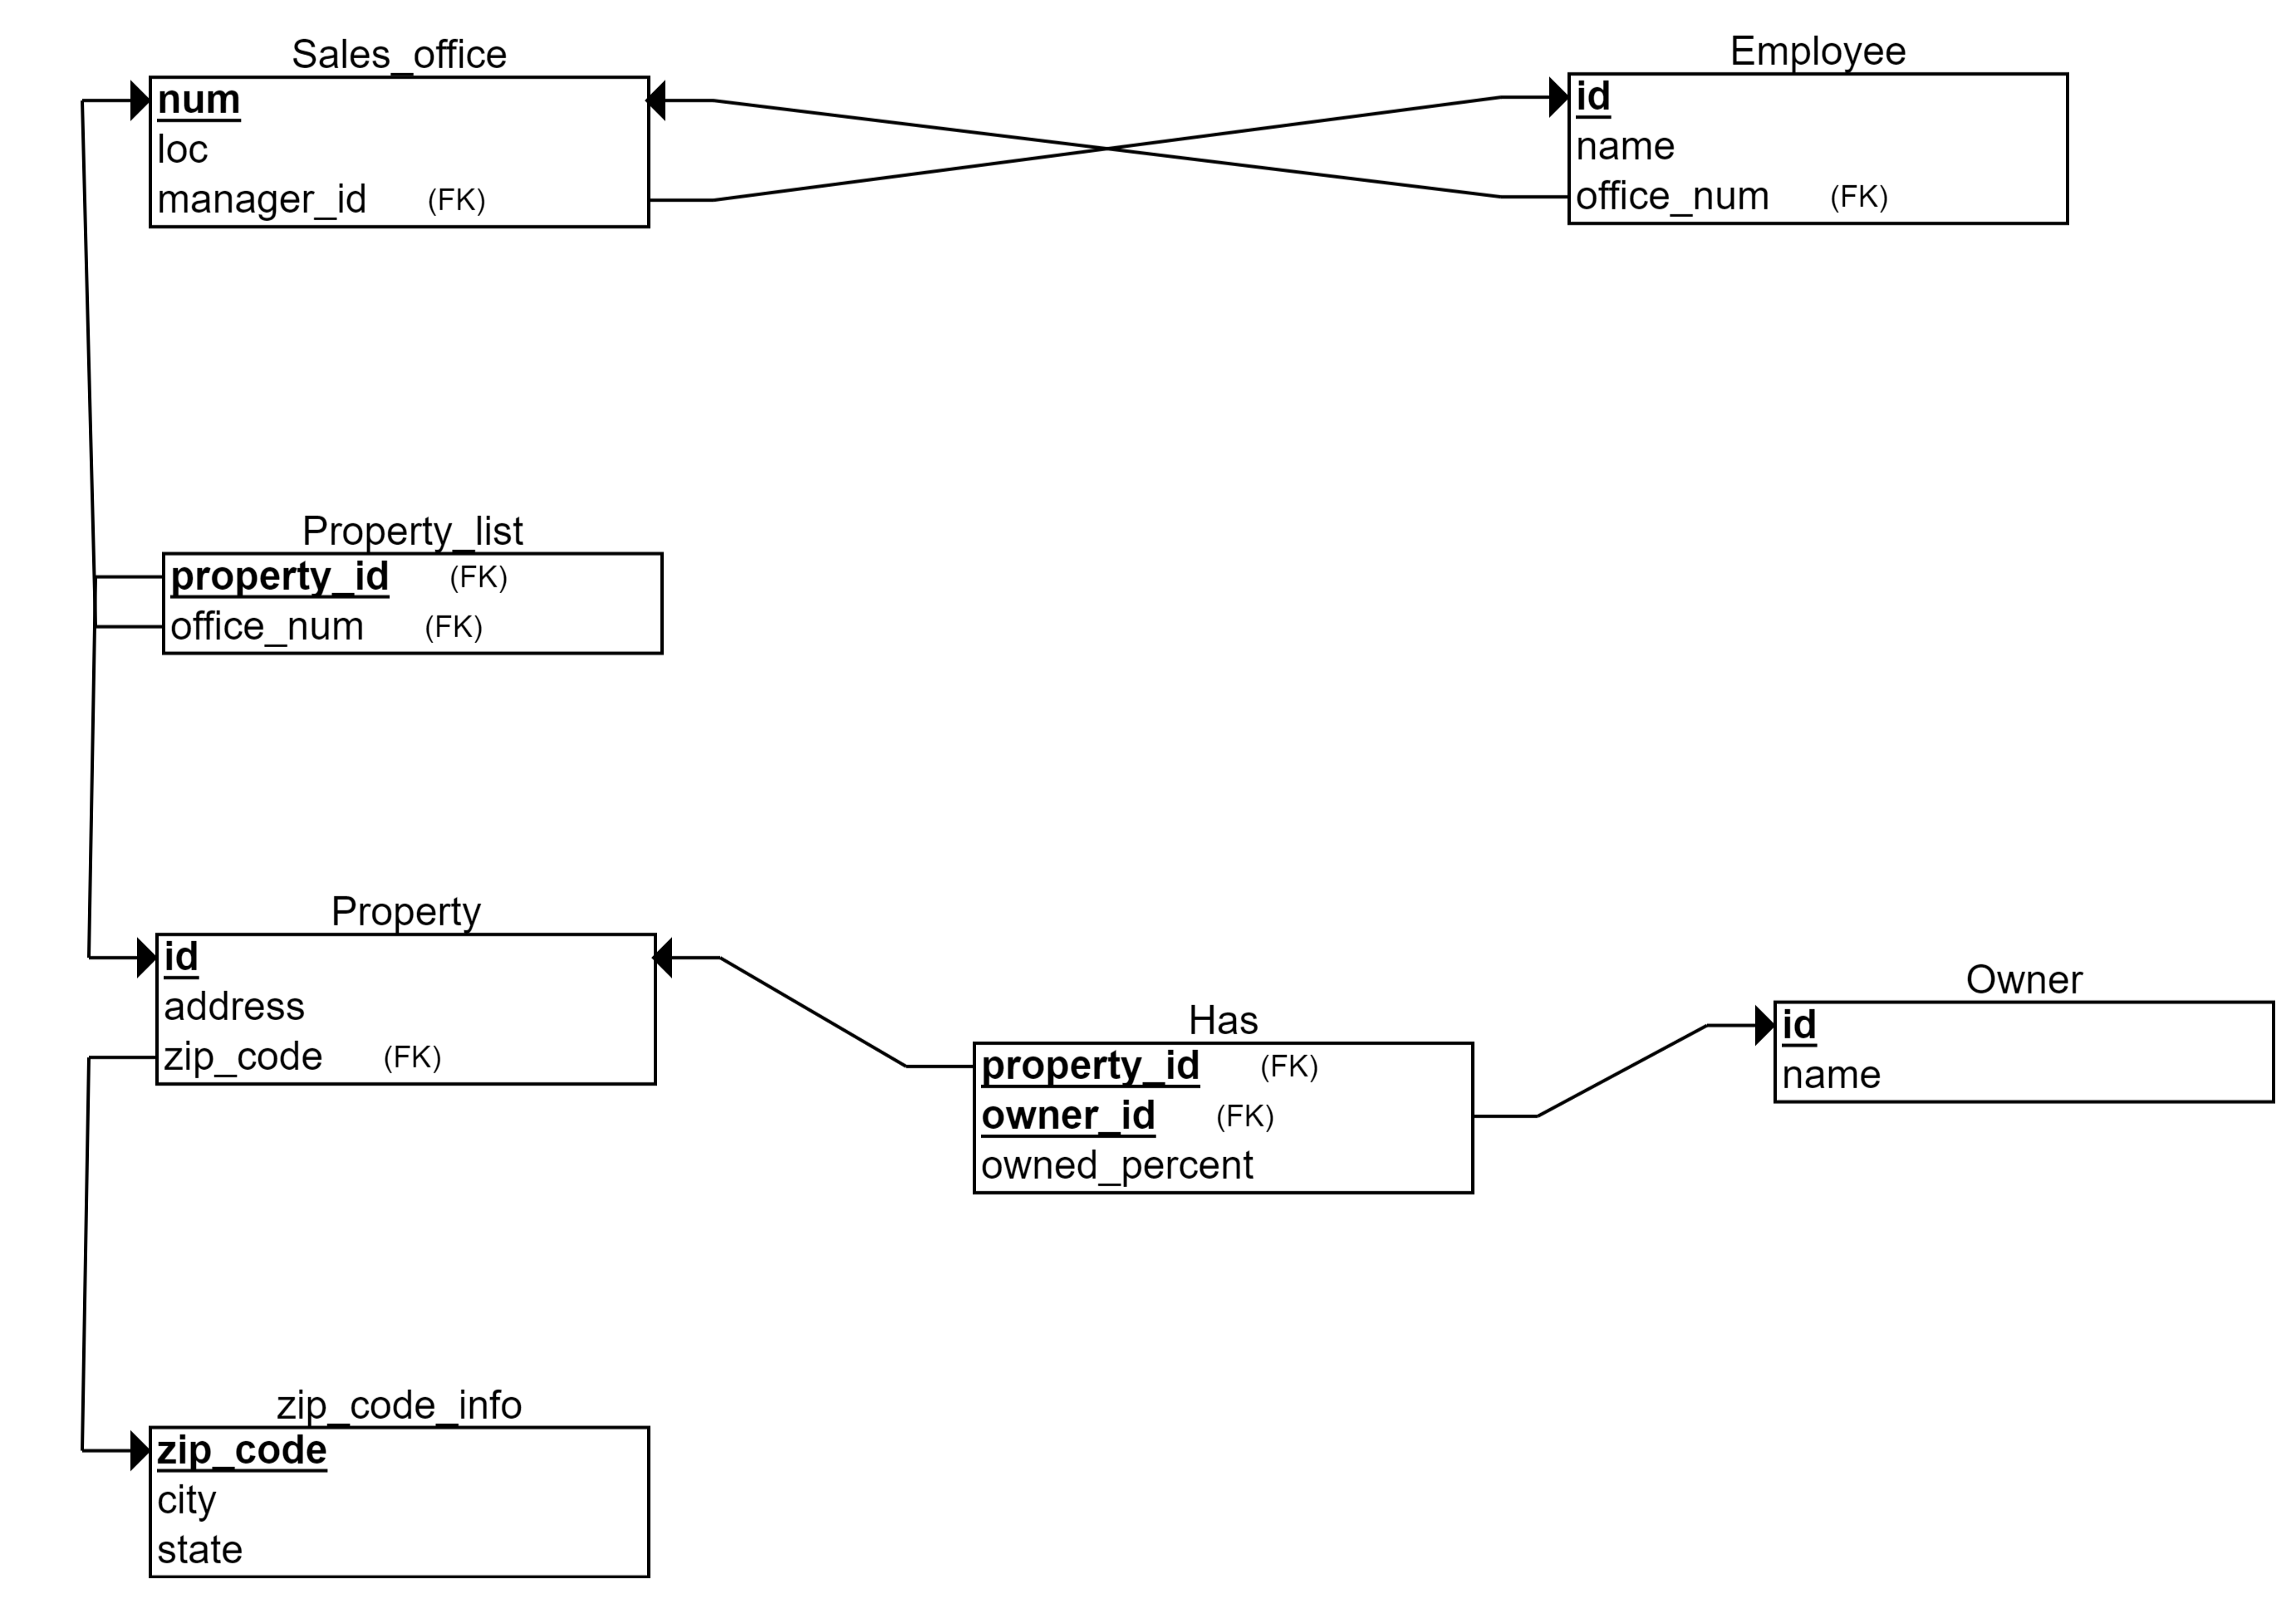 Sales_office
num
loc
manager_id (FK)
Employee
id
name
office_num (FK)
Property_list
property_id (FK)
office_num (FK)
Property
id
address
zip_code (FK)
Has
property_id (FK)
owner_id (FK)
owned_percent
Owner
id
name
zip_code_info
zip_code
city
state